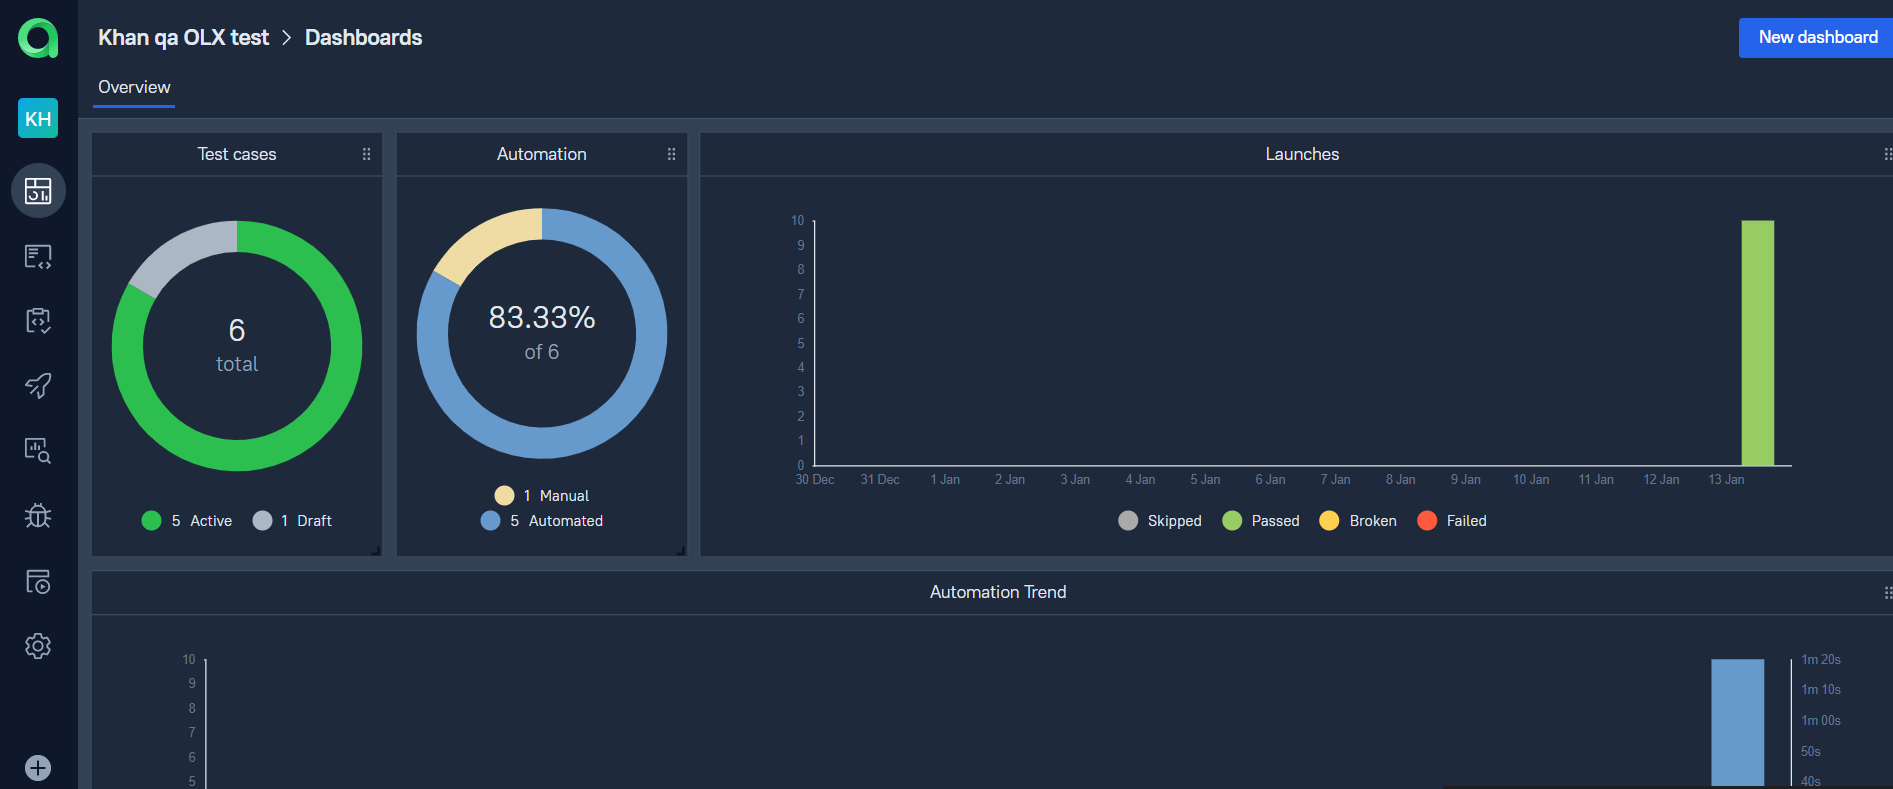 Khan qa OLX test > Dashboards
New dashboard
Overview
KH
Test cases
6
total
5 Active 1 Draft
Automation
83.33%
of 6
1 Manual
5 Automated
Launches
10
9
8
7
6
5
4
3
2
1
0
30 Dec 31 Dec 1 Jan 2 Jan 3 Jan 4 Jan 5 Jan 6 Jan 7 Jan 8 Jan 9 Jan 10 Jan 11 Jan 12 Jan 13 Jan
Skipped Passed Broken Failed
Automation Trend
10
9
8
7
6
5
1m 20s
1m 10s
1m 00s
50s
40s